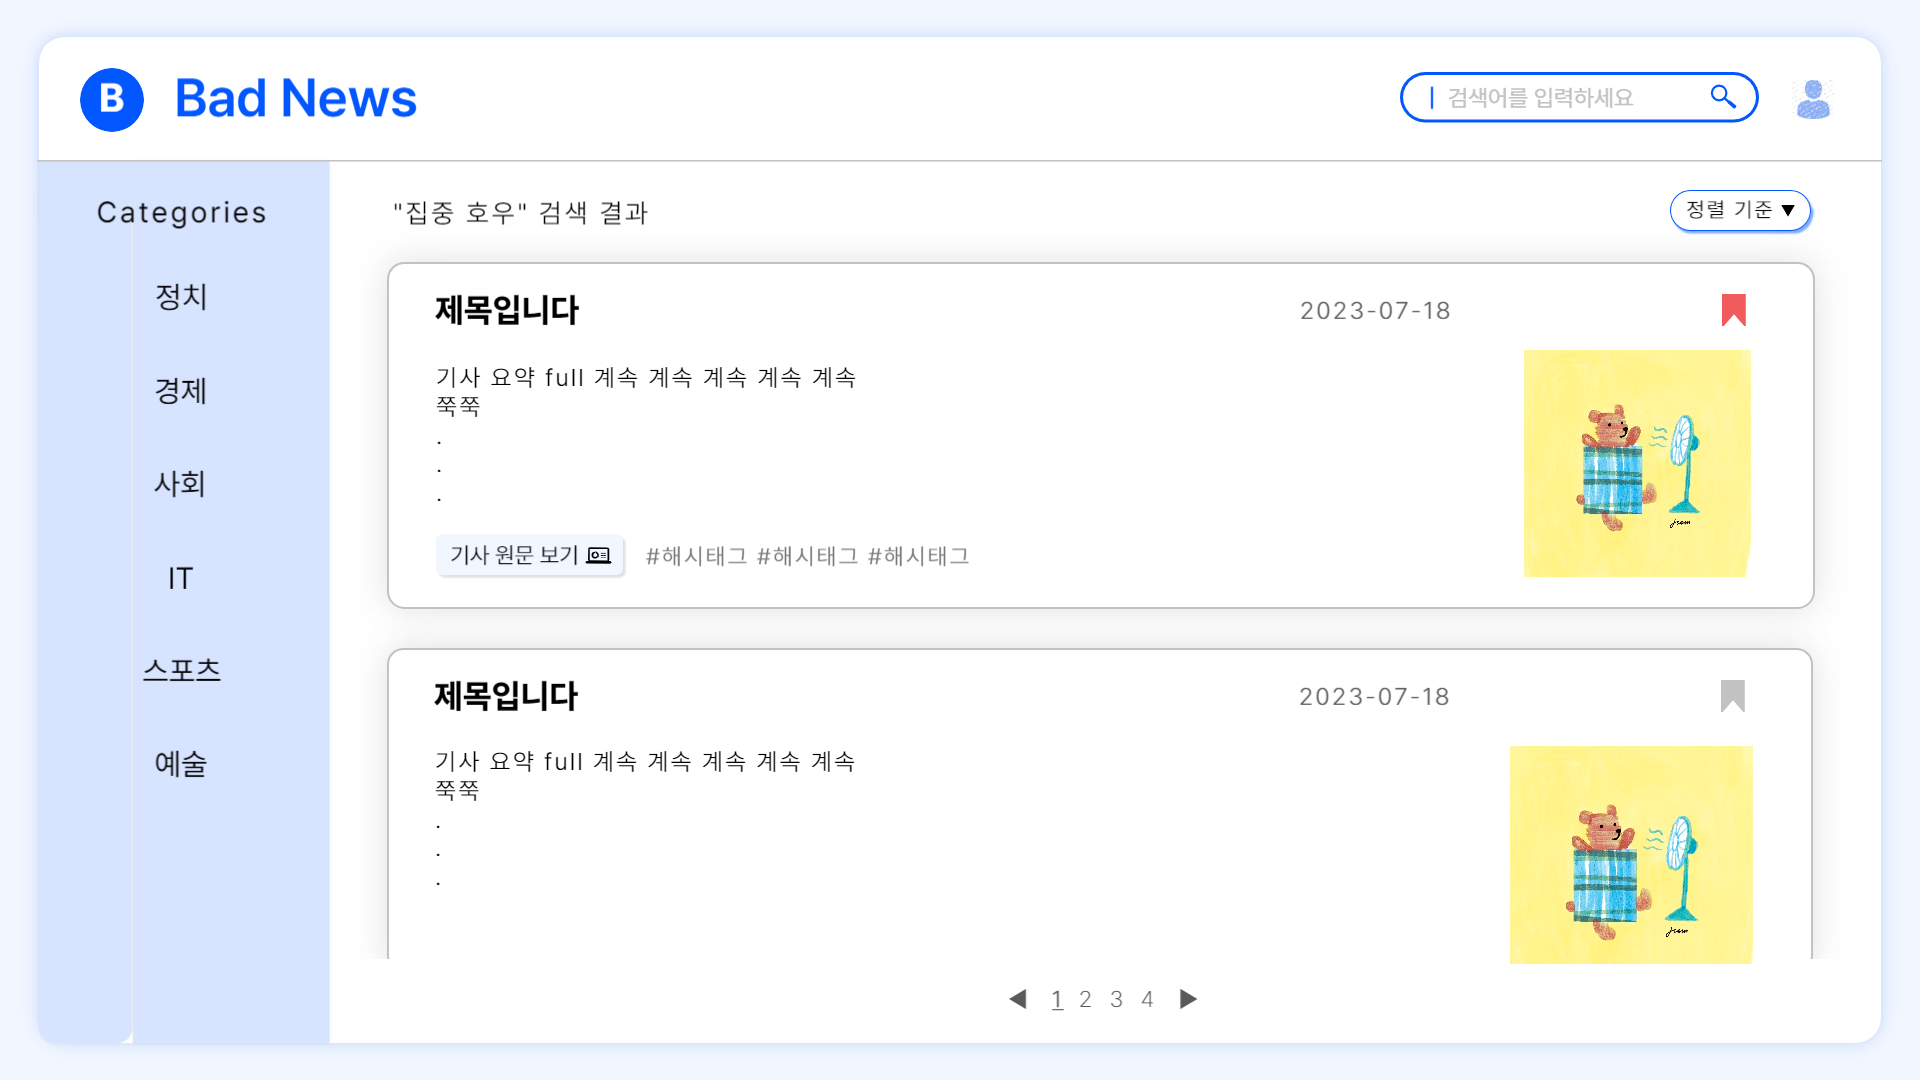 B Bad News
검색어를 입력하세요
Categories
정치
경제
사회
IT
스포츠
예술
"집중 호우" 검색 결과
정렬 기준 ▼
제목입니다
2023-07-18
기사 요약 full 계속 계속 계속 계속 계속
쭉쭉
.
.
.
기사 원문 보기
#해시태그 #해시태그 #해시태그
제목입니다
2023-07-18
기사 요약 full 계속 계속 계속 계속 계속
쭉쭉
.
.
.
◀ 1 2 3 4 ▶